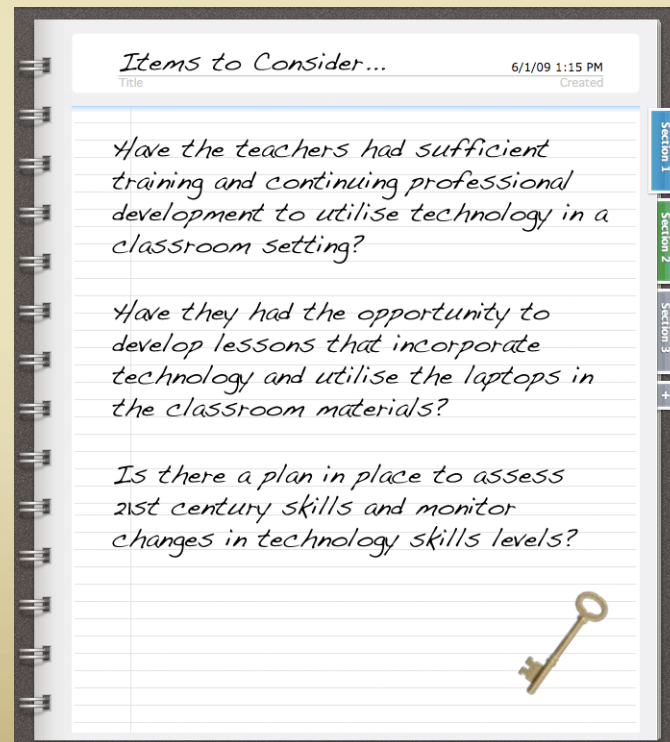 Items to Consider...
6/1/09 1:15 PM
Title
Created
Have the teachers had sufficient
training and continuing professional
development to utilise technology in a
classroom setting?
Have they had the opportunity to
develop lessons that incorporate
technology and utilise the laptops in
the classroom materials?
Is there a plan in place to assess
21st century skills and monitor
changes in technology skills levels?
Section 1
Section 2
Section 3
+